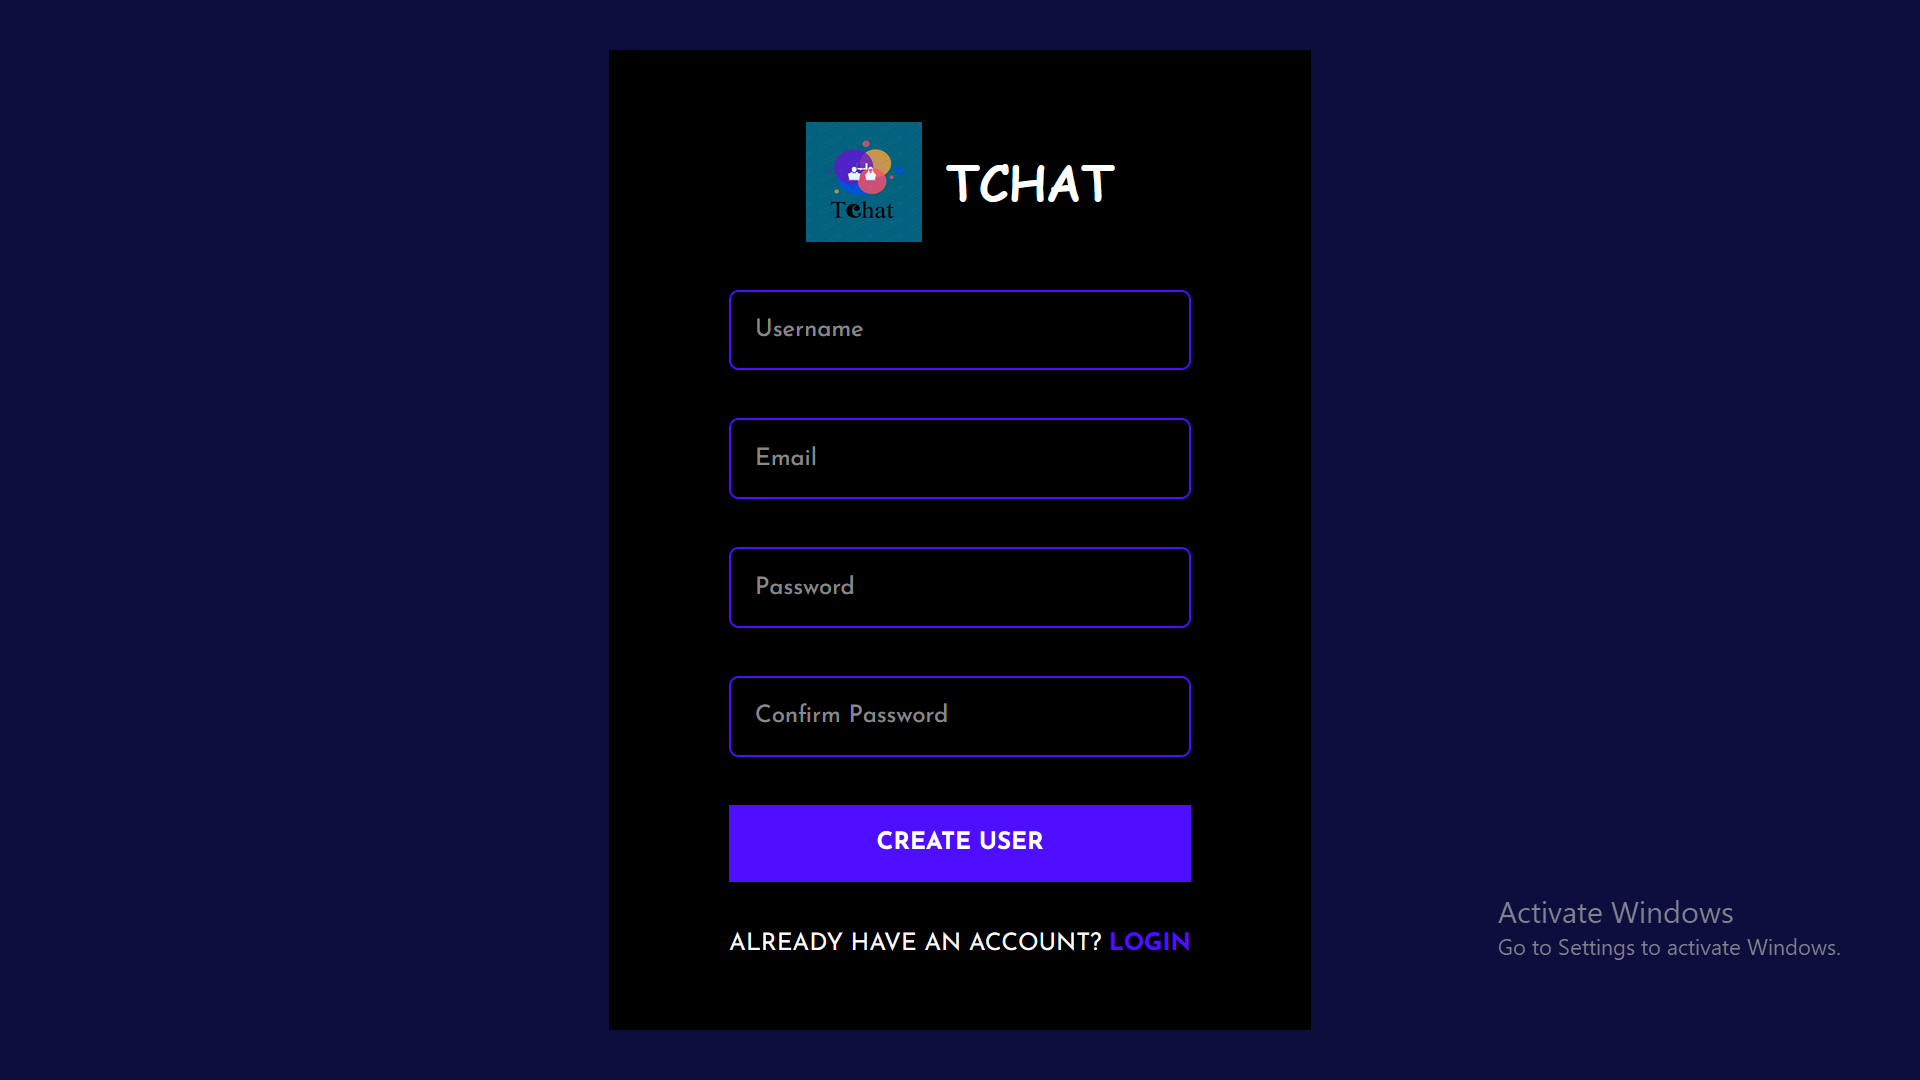 Tchat
TCHAT
Username
Email
Password
Confirm Password
CREATE USER
ALREADY HAVE AN ACCOUNT? LOGIN
Activate Windows
Go to Settings to activate Windows.